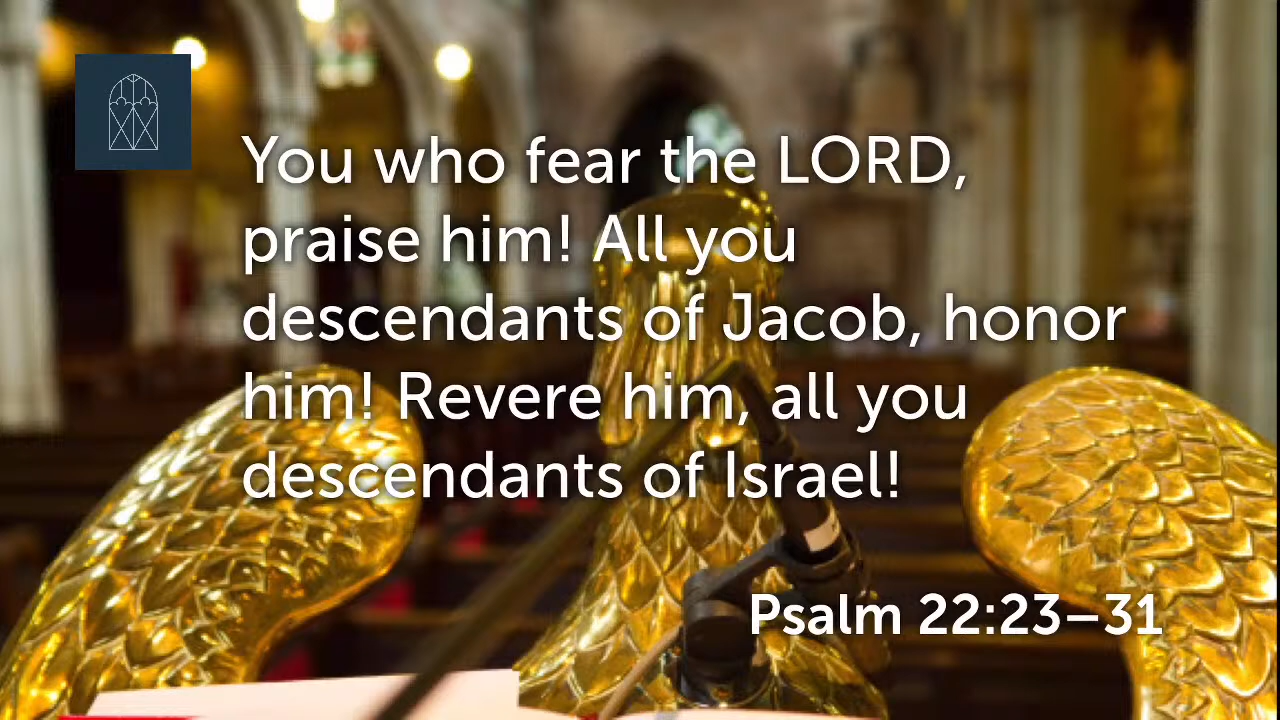 You who fear the LORD,
praise him! All you
descendants of Jacob, honor
him! Revere him, all you
descendants of Israel!
Psalm 22:23–31